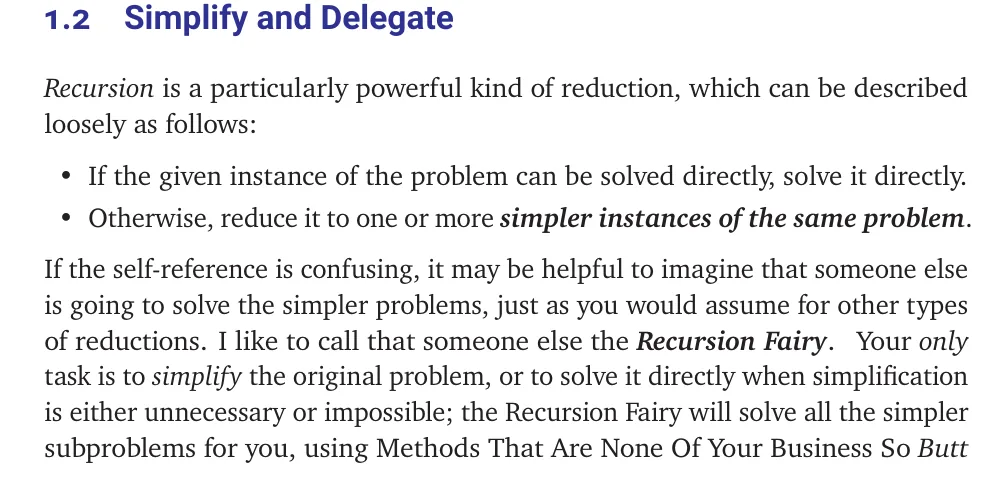 1.2 Simplify and Delegate
Recursion is a particularly powerful kind of reduction, which can be described
loosely as follows:
• If the given instance of the problem can be solved directly, solve it directly.
• Otherwise, reduce it to one or more simpler instances of the same problem.
If the self-reference is confusing, it may be helpful to imagine that someone else
is going to solve the simpler problems, just as you would assume for other types
of reductions. I like to call that someone else the Recursion Fairy. Your only
task is to simplify the original problem, or to solve it directly when simplification
is either unnecessary or impossible; the Recursion Fairy will solve all the simpler
subproblems for you, using Methods That Are None Of Your Business So Butt